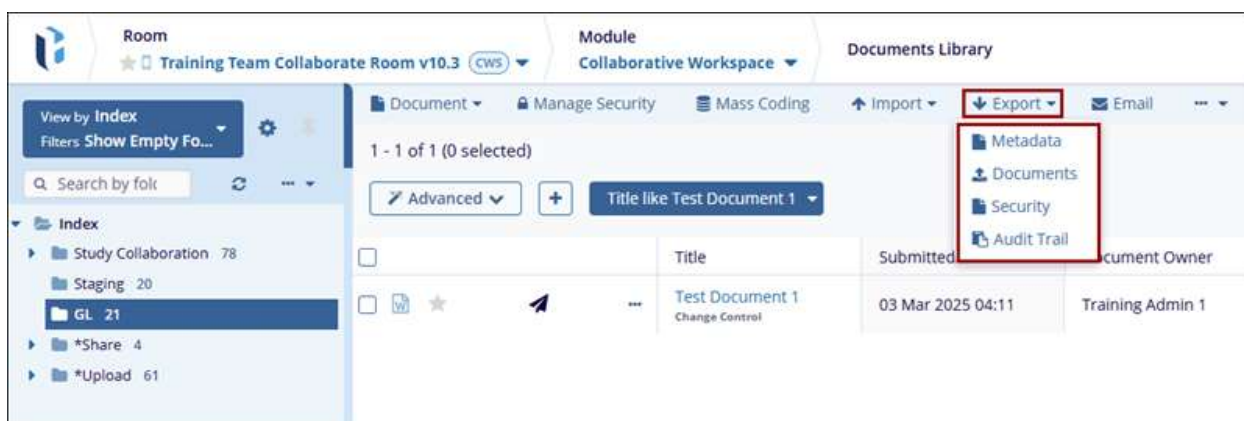 Room
Training Team Collaborate Room v10.3 CWS
Module
Collaborative Workspace
Documents Library
View by Index
Filters Show Empty Fo...
Document
Manage Security
Mass Coding
Import
Export
Email
Metadata
Documents
Security
Audit Trail
1 - 1 of 1 (0 selected)
Search by fold
Advanced
+
Title like Test Document 1
Index
Study Collaboration 78
Staging 20
GL 21
*Share 4
*Upload 61
Title
Submitted
Document Owner
Test Document 1
Change Control
03 Mar 2025 04:11
Training Admin 1